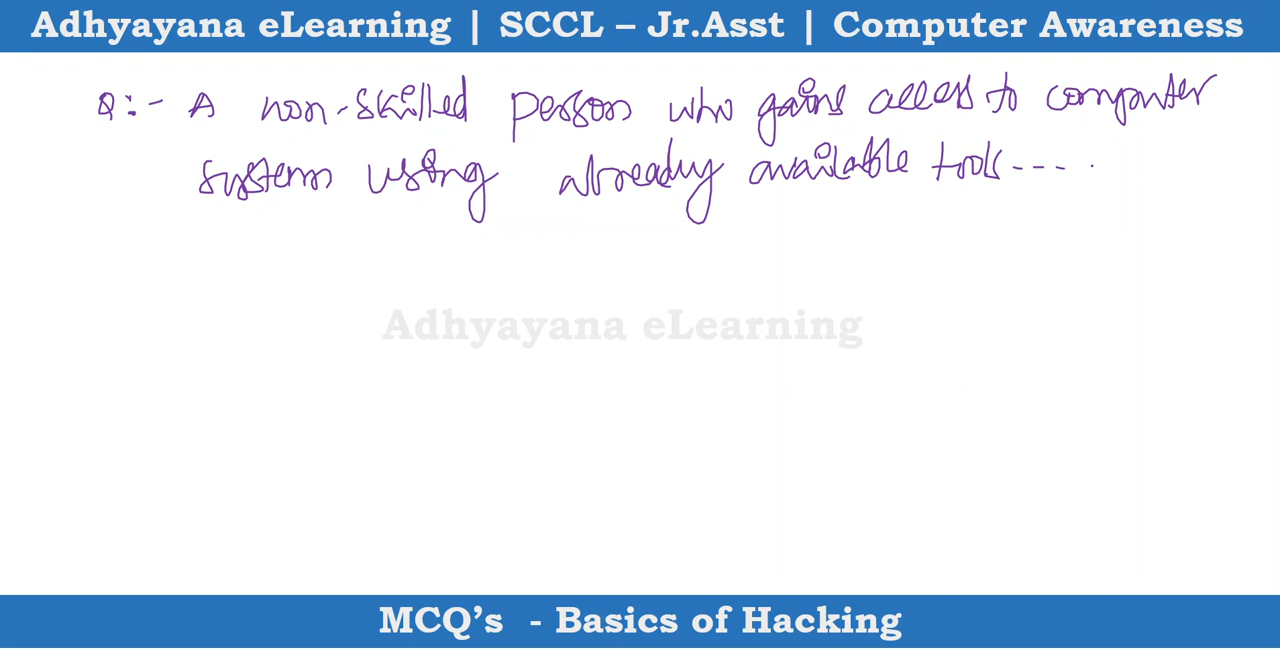 Adhyayana eLearning | SCCL – Jr.Asst | Computer Awareness
Q:- A non-skilled person who gains access to computer
systems using already available tools----.
Adhyayana eLearning
MCQ’s - Basics of Hacking